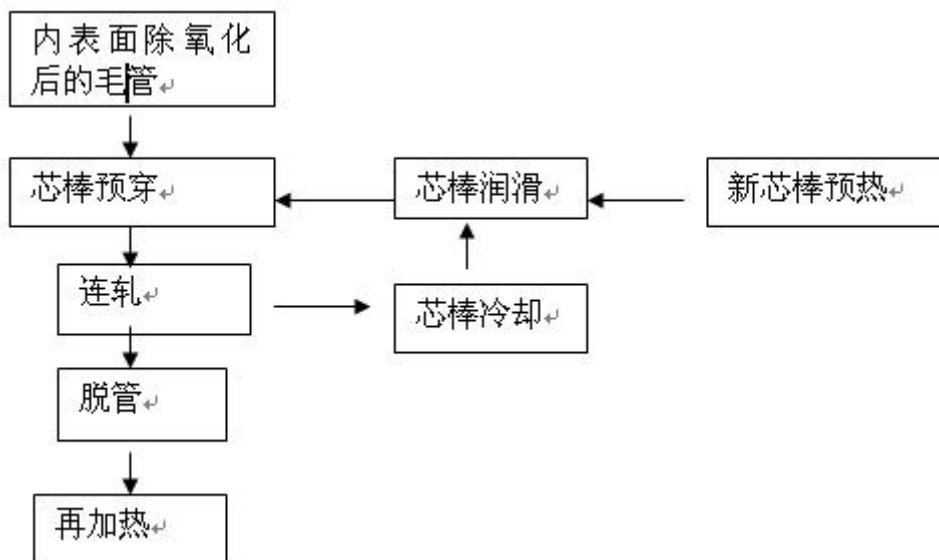 内表面除氧化
后的毛管
芯棒预穿
芯棒润滑
新芯棒预热
连轧
芯棒冷却
脱管
再加热